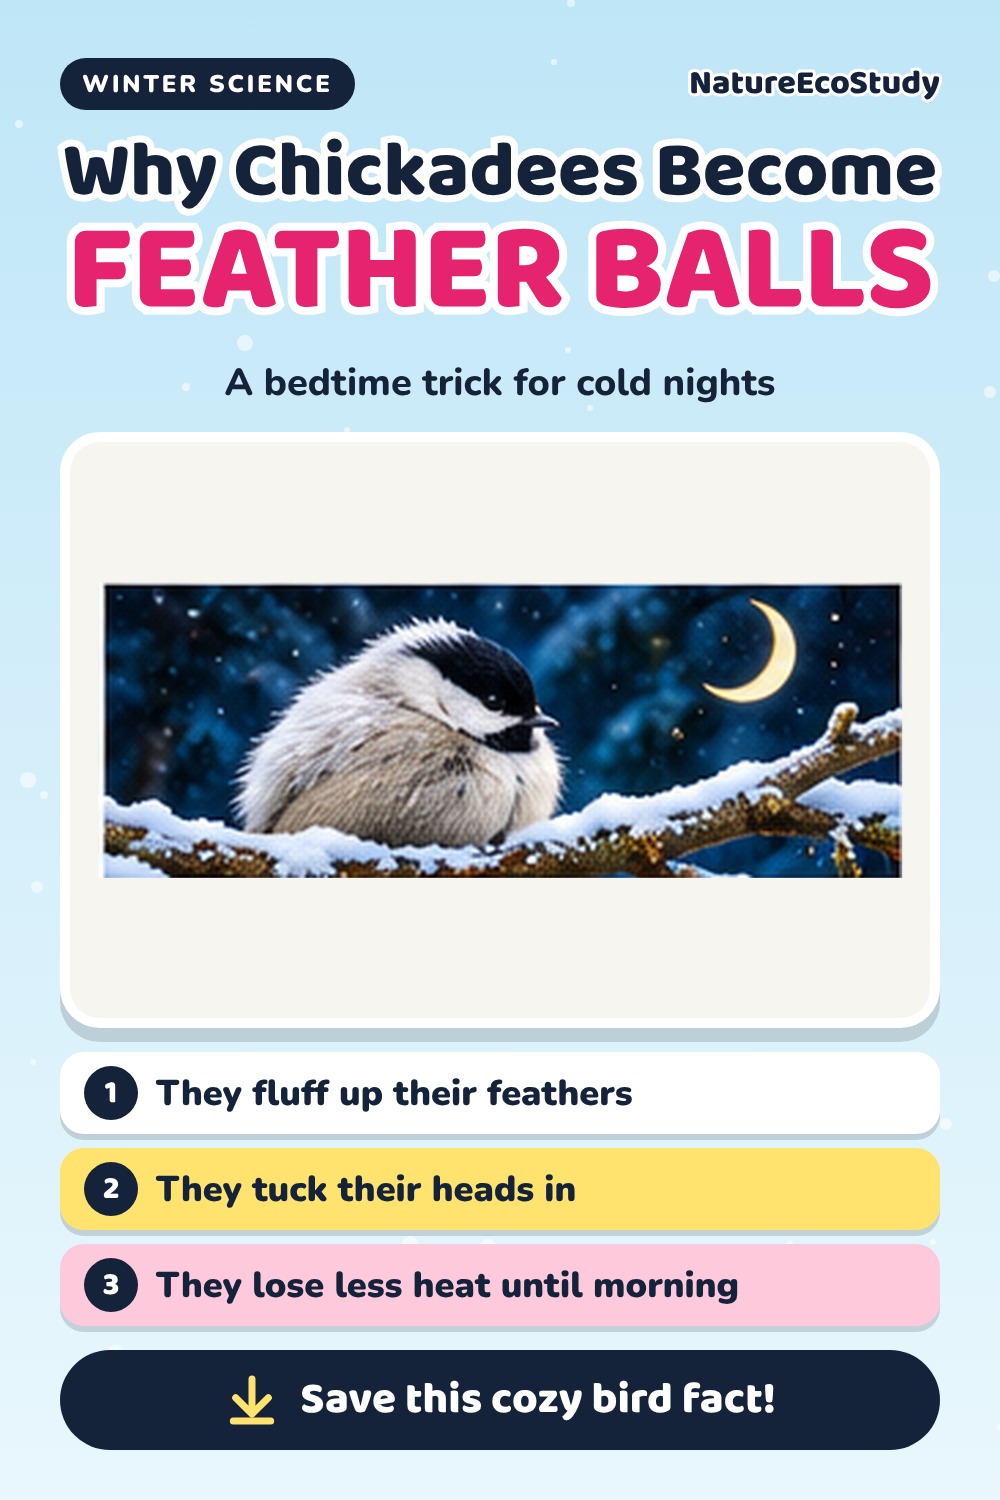 WINTER SCIENCE
NatureEcoStudy
Why Chickadees Become
FEATHER BALLS
A bedtime trick for cold nights
1 They fluff up their feathers
2 They tuck their heads in
3 They lose less heat until morning
Save this cozy bird fact!